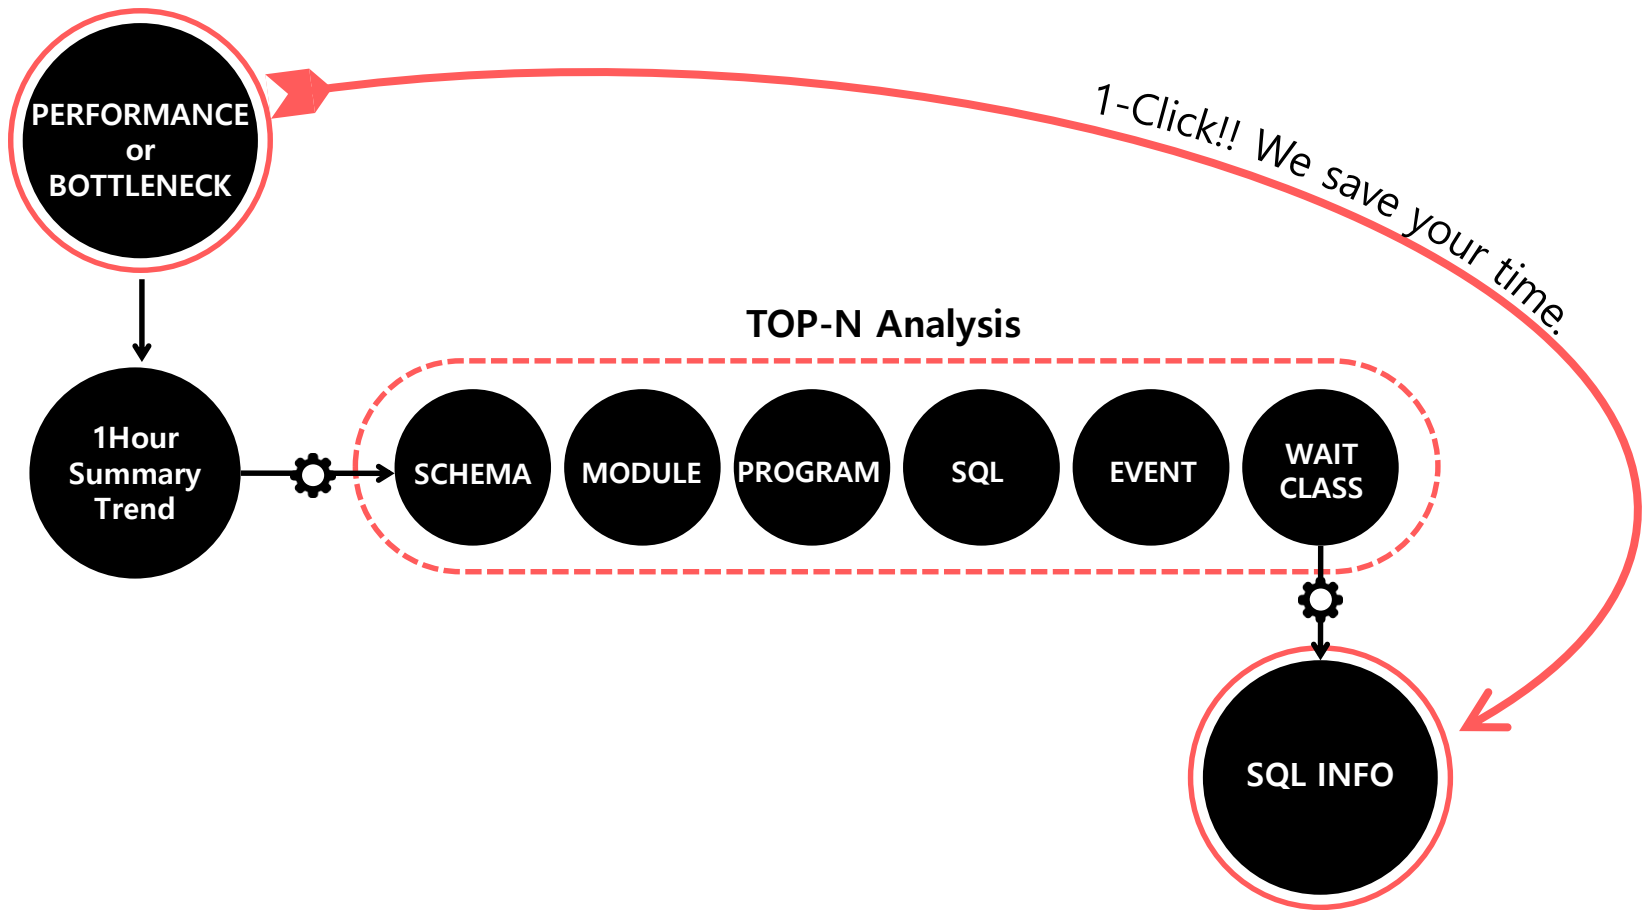 PERFORMANCE
or
BOTTLENECK
1-Click!! We save your time.
TOP-N Analysis
1Hour
Summary
Trend
SCHEMA
MODULE
PROGRAM
SQL
EVENT
WAIT
CLASS
SQL INFO